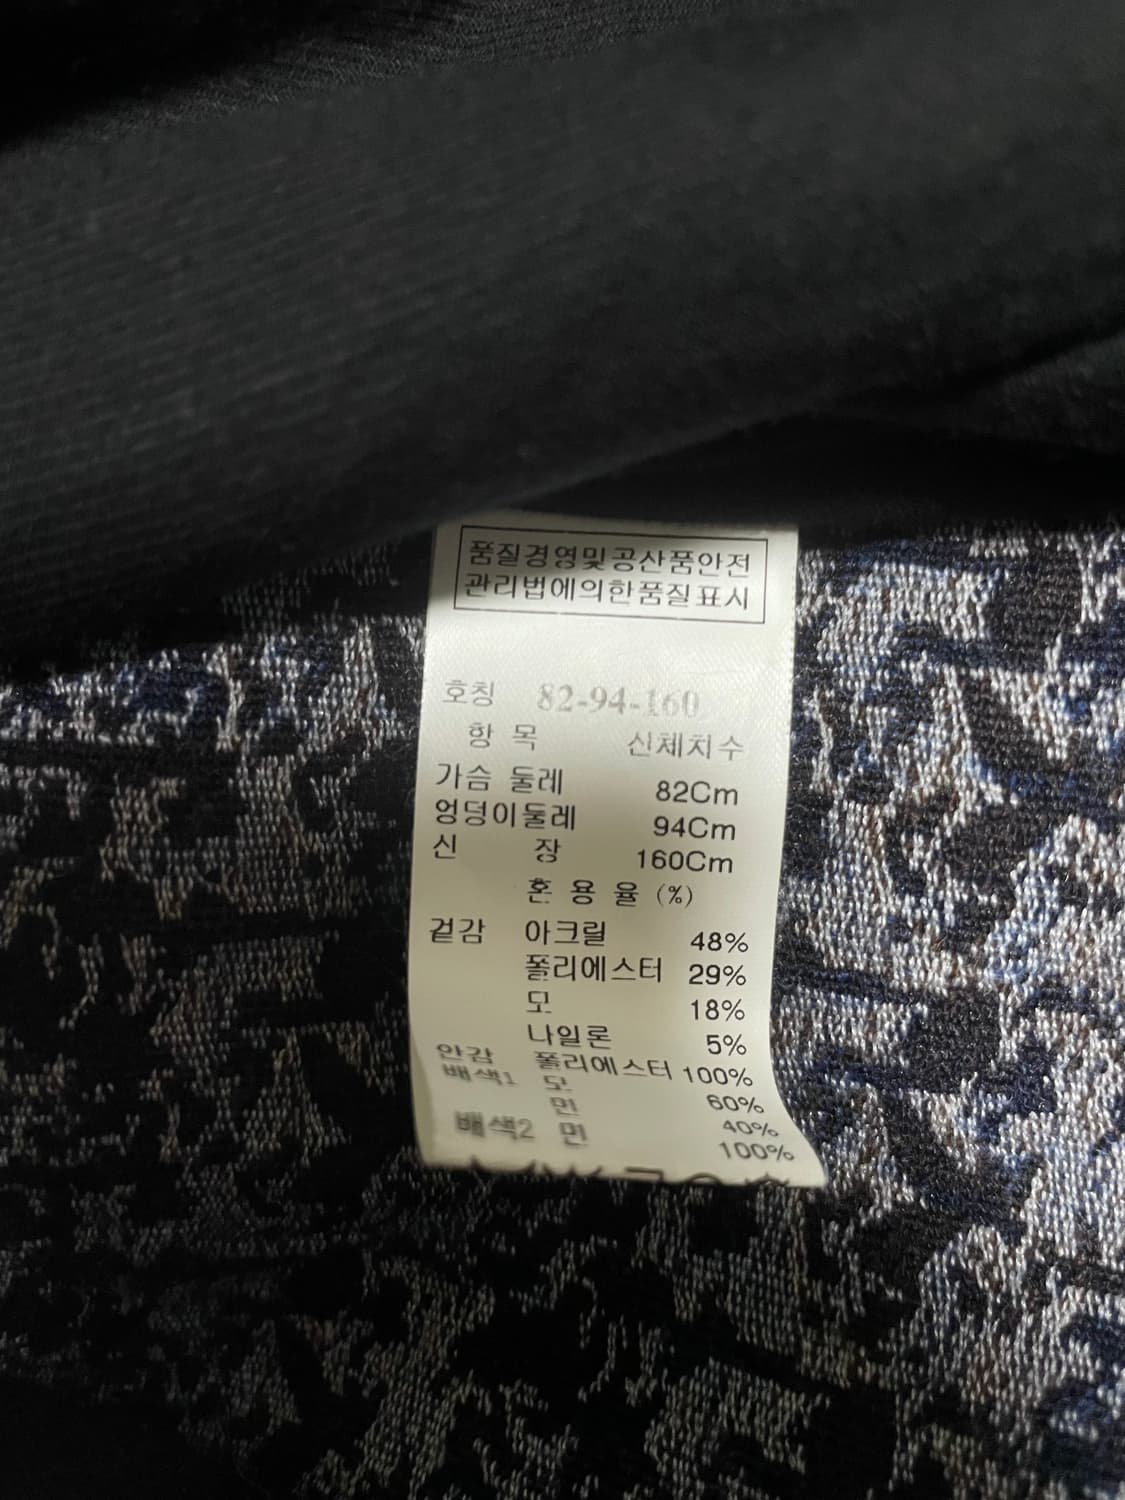 품질경영및공산품안전
관리법에의한품질표시
호칭 82-94-160
항 목 신체치수
가슴 둘레 82Cm
엉덩이둘레 94Cm
신 장 160Cm
혼 용 율 (%)
겉감 아크릴 48%
폴리에스터 29%
모 18%
나일론 5%
안감 폴리에스터 100%
배색1 모 60%
면 40%
배색2 면 100%